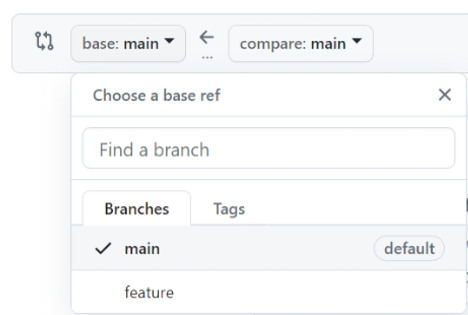 base: main compare: main
...
Choose a base ref
Find a branch
Branches Tags
main default
feature